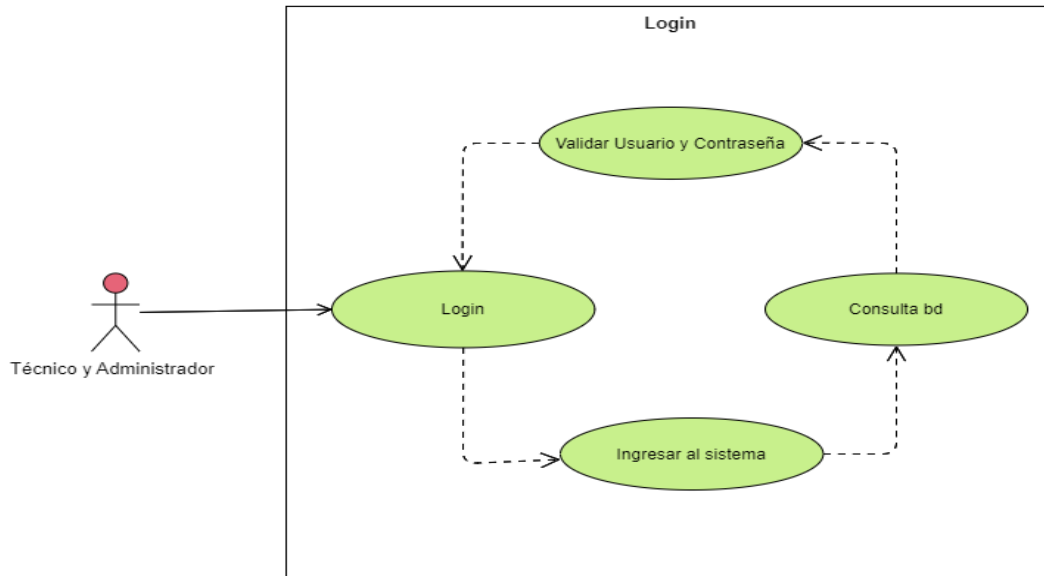 Login
Validar Usuario y Contraseña
Login
Consulta bd
Técnico y Administrador
Ingresar al sistema